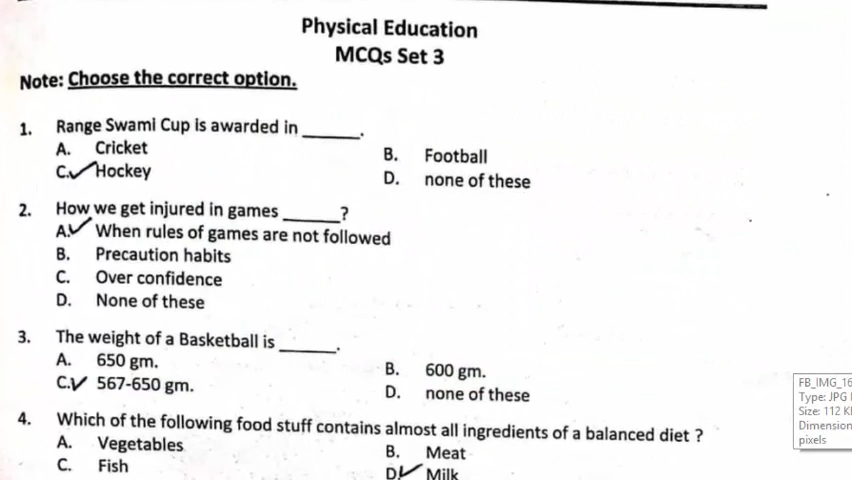 Physical Education
MCQs Set 3
Note: Choose the correct option.
1. Range Swami Cup is awarded in ______.
A. Cricket B. Football
C. Hockey D. none of these
2. How we get injured in games ______?
A. When rules of games are not followed
B. Precaution habits
C. Over confidence
D. None of these
3. The weight of a Basketball is ______.
A. 650 gm. B. 600 gm.
C. 567-650 gm. D. none of these
4. Which of the following food stuff contains almost all ingredients of a balanced diet ?
A. Vegetables B. Meat
C. Fish D. Milk
FB_IMG_16
Type: JPG
Size: 112 K
Dimension
pixels